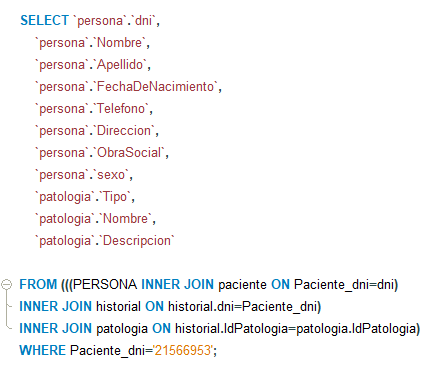 SELECT `persona`.`dni`,
`persona`.`Nombre`,
`persona`.`Apellido`,
`persona`.`FechaDeNacimiento`,
`persona`.`Telefono`,
`persona`.`Direccion`,
`persona`.`ObraSocial`,
`persona`.`sexo`,
`patologia`.`Tipo`,
`patologia`.`Nombre`,
`patologia`.`Descripcion`
FROM (((PERSONA INNER JOIN paciente ON Paciente_dni=dni)
INNER JOIN historial ON historial.dni=Paciente_dni)
INNER JOIN patologia ON historial.IdPatologia=patologia.IdPatologia)
WHERE Paciente_dni='21566953';